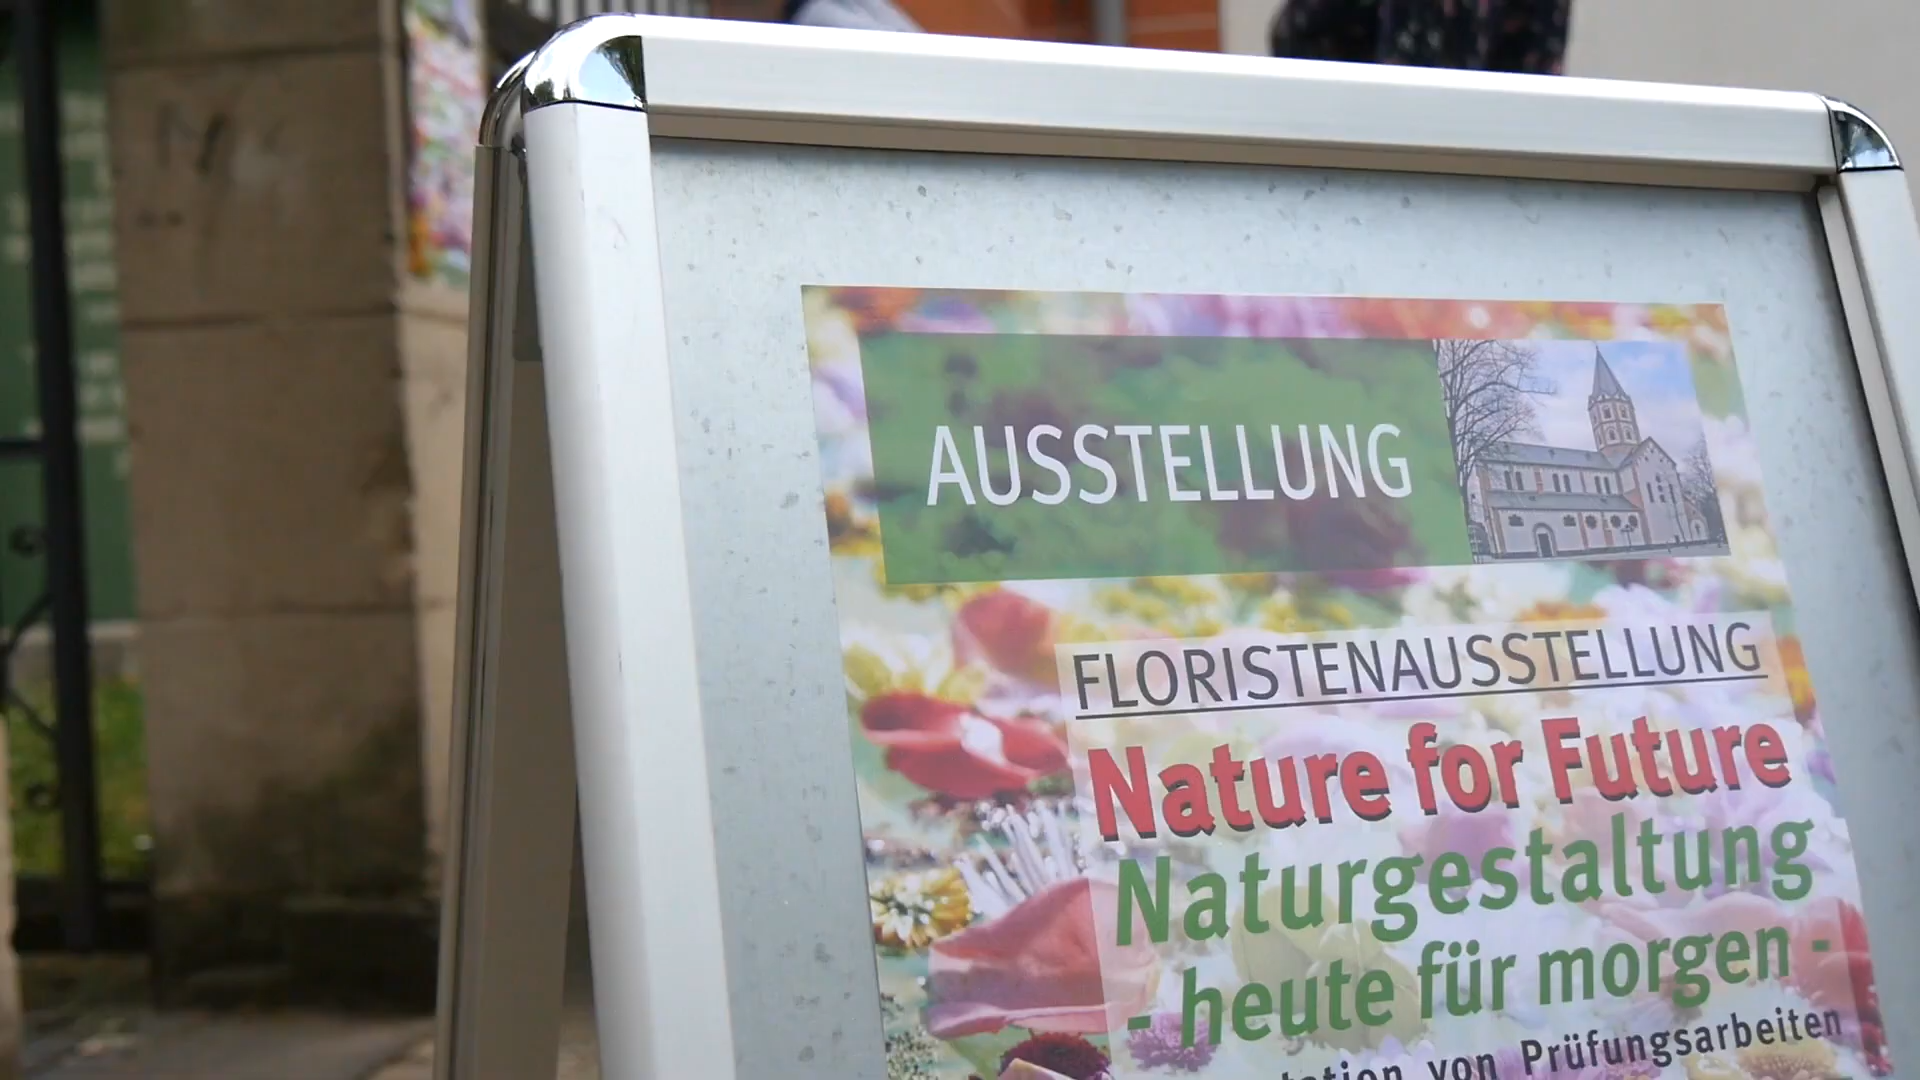 AUSSTELLUNG
FLORISTENAUSSTELLUNG
Nature for Future
Naturgestaltung
- heute für morgen -
von Prüfungsarbeiten